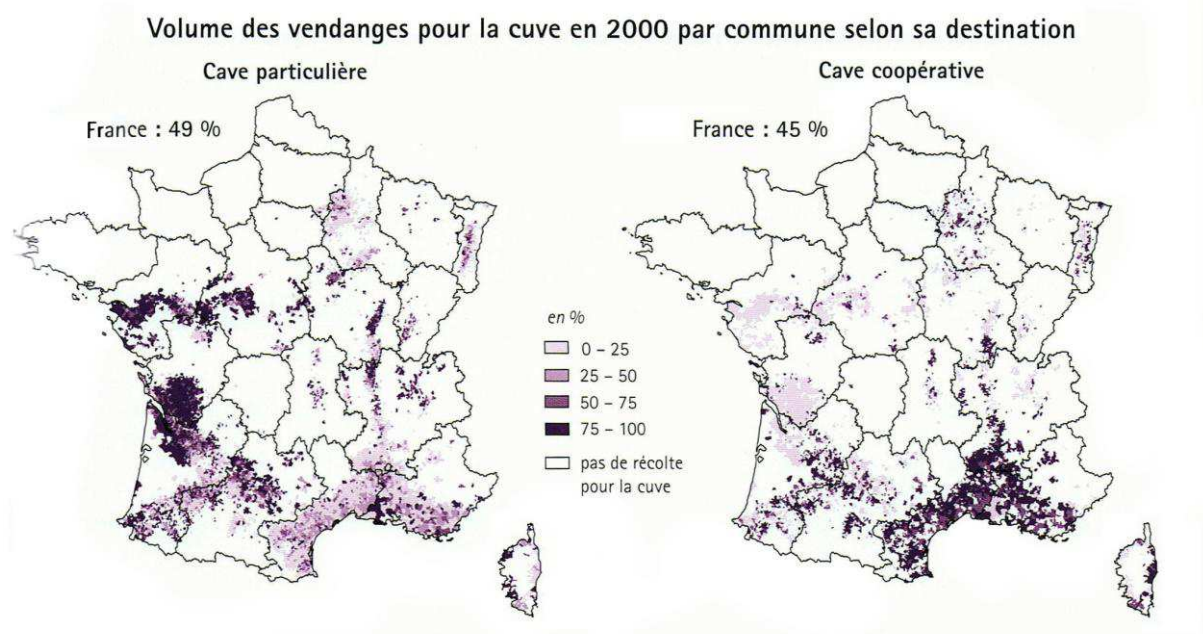 Volume des vendanges pour la cuve en 2000 par commune selon sa destination
Cave particulière
France : 49 %
Cave coopérative
France : 45 %
en %
0 – 25
25 – 50
50 – 75
75 – 100
pas de récolte
pour la cuve